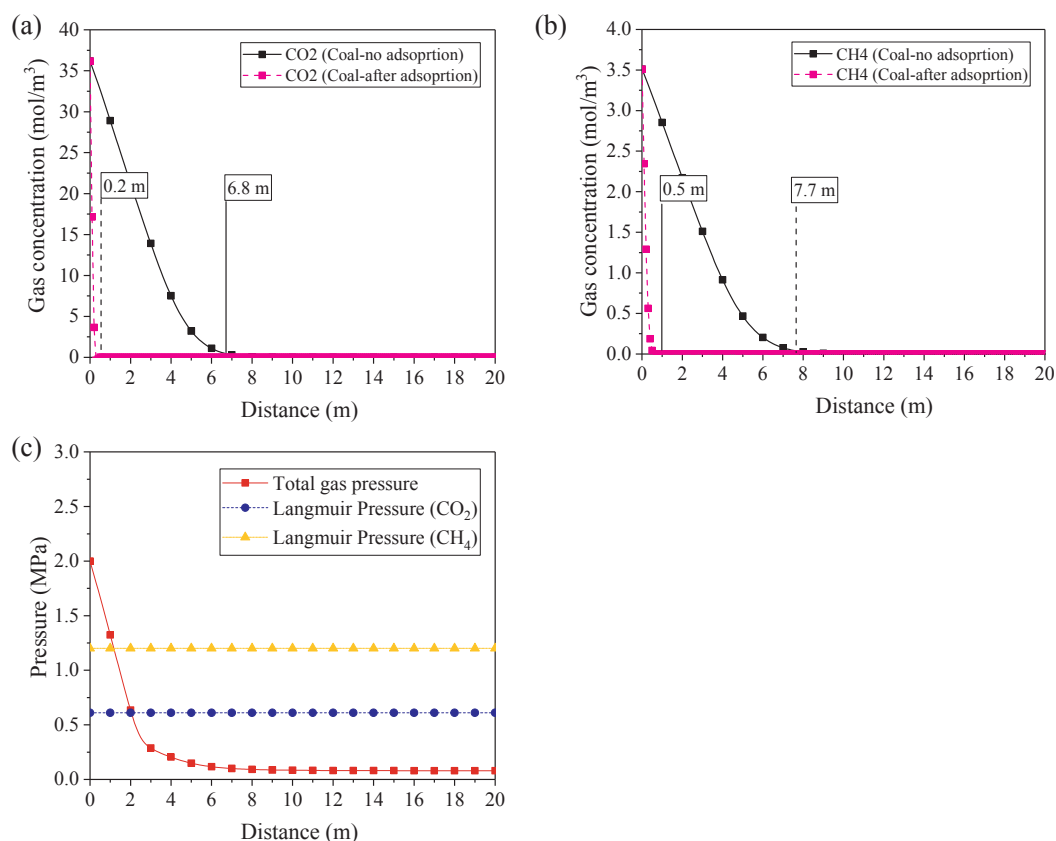 (a)
CO2 (Coal-no adsoprtion)
CO2 (Coal-after adsoprtion)
Gas concentration (mol/m³)
40
35
30
25
20
15
10
5
0
0.2 m
6.8 m
0 2 4 6 8 10 12 14 16 18 20
Distance (m)
(b)
CH4 (Coal-no adsoprtion)
CH4 (Coal-after adsoprtion)
Gas concentration (mol/m³)
4.0
3.5
3.0
2.5
2.0
1.5
1.0
0.5
0.0
0.5 m
7.7 m
0 2 4 6 8 10 12 14 16 18 20
Distance (m)
(c)
Total gas pressure
Langmuir Pressure (CO₂)
Langmuir Pressure (CH₄)
Pressure (MPa)
3.0
2.5
2.0
1.5
1.0
0.5
0.0
0 2 4 6 8 10 12 14 16 18 20
Distance (m)